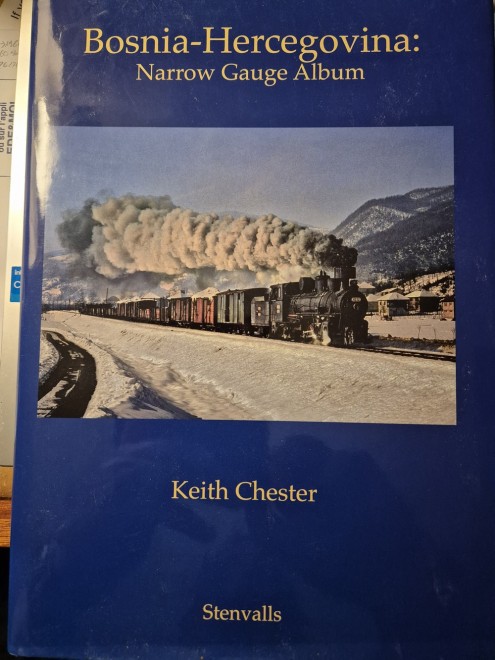 Bosnia-Hercegovina:
Narrow Gauge Album
Keith Chester
Stenvalls